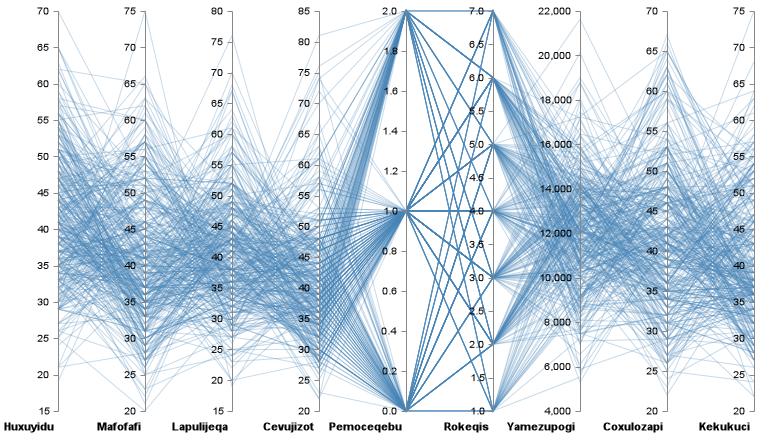 70 75 85 85 2.0 7.0 22,000 70 75
65 70 80 80 1.8 6.5 20,000 65 70
60 65 75 75 1.6 6.0 18,000 60 65
55 60 70 70 1.4 5.5 16,000 55 60
50 55 65 65 1.2 5.0 14,000 50 55
45 50 60 60 1.0 4.5 12,000 45 50
40 45 55 55 0.8 4.0 10,000 40 45
35 40 50 50 0.6 3.5 8,000 35 40
30 35 45 45 0.4 3.0 6,000 30 35
25 30 40 40 0.2 2.5 4,000 25 30
20 25 35 35 0.0 2.0 20 25
15 20 30 30 1.5 20
25 25 1.0
20 20
15
Huxuyidu Mafofafi Lapulijeqa Cevujizot Pemoceqebu Rokeqis Yamezupogi Coxulozapi Kekukuci